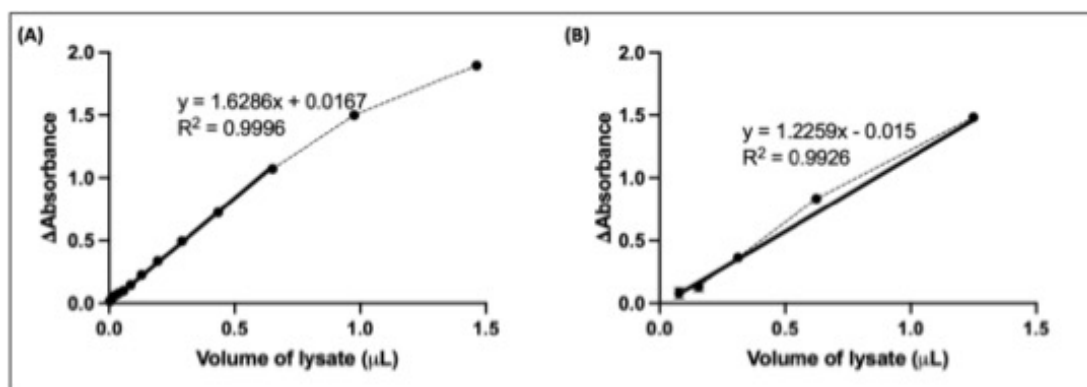 (A)
2.0
1.5
1.0
0.5
0.0
ΔAbsorbance
y = 1.6286x + 0.0167
R² = 0.9996
0.0 0.5 1.0 1.5
Volume of lysate (μL)
(B)
2.0
1.5
1.0
0.5
0.0
ΔAbsorbance
y = 1.2259x - 0.015
R² = 0.9926
0.0 0.5 1.0 1.5
Volume of lysate (μL)